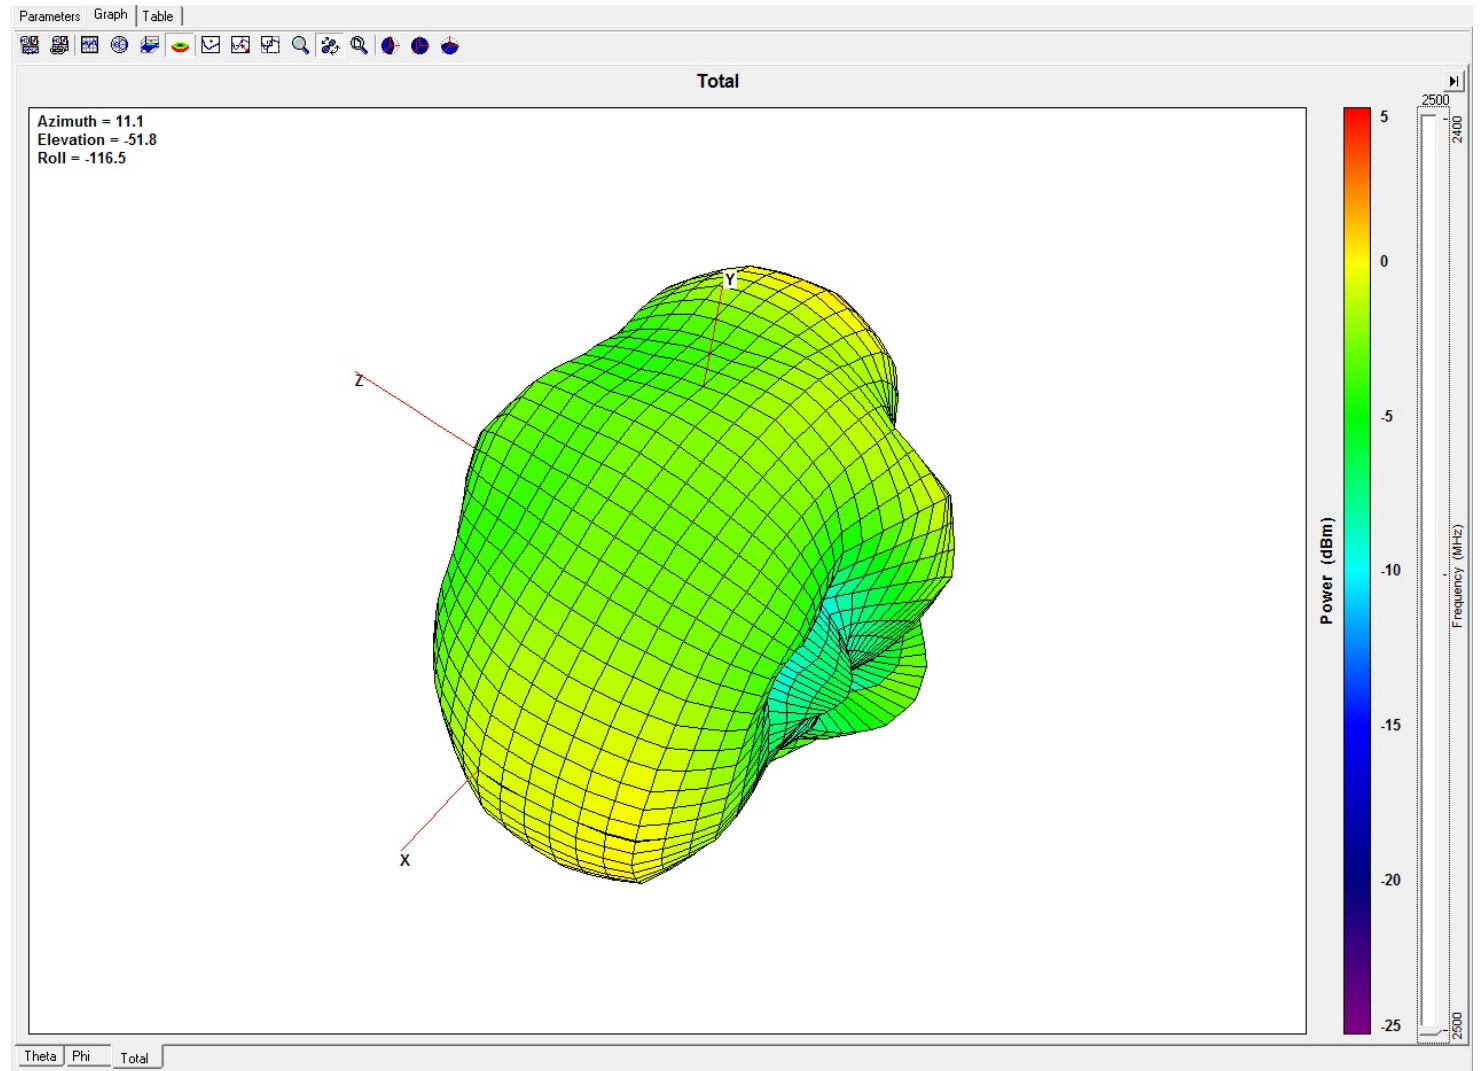 Parameters Graph Table
Total
Azimuth = 11.1
Elevation = -51.8
Roll = -116.5
Y
Z
X
5
0
-5
-10
-15
-20
-25
Power (dBm)
2500
2400
Frequency (MHz)
2500
Theta Phi Total